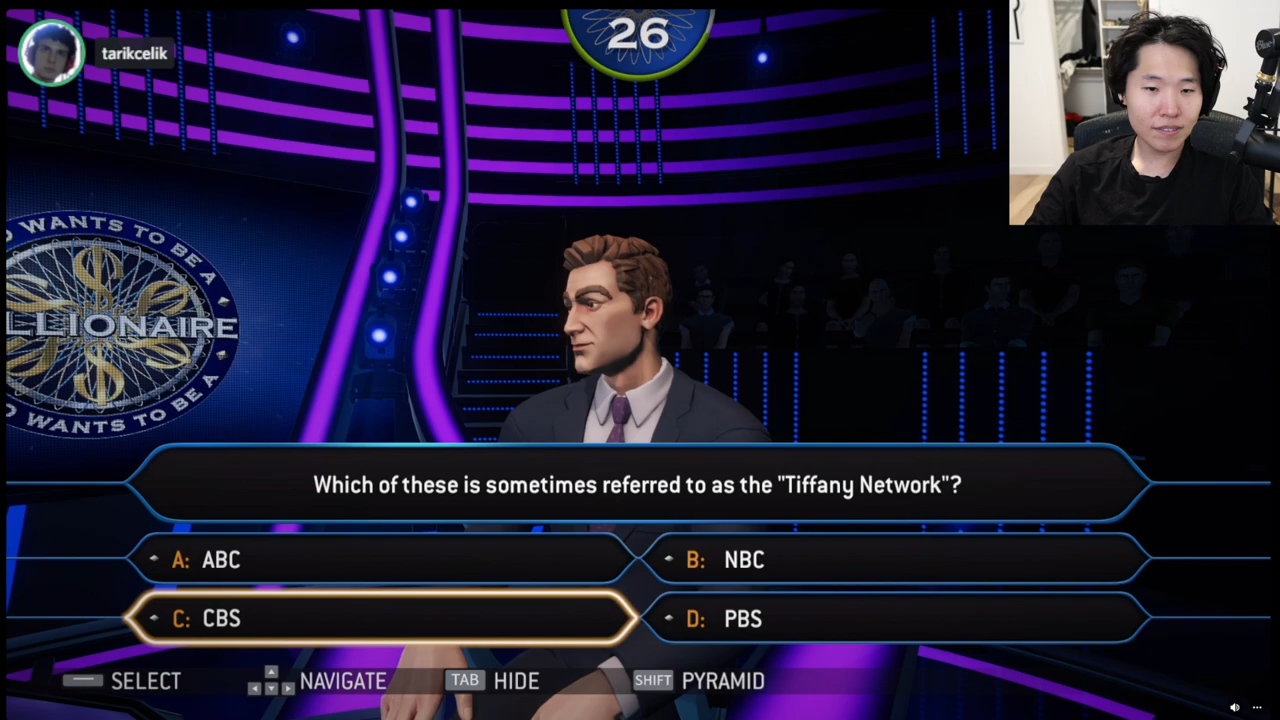 tarikcelik
26
WANTS TO BE A
LLIONAIRE
WANTS TO BE A
Which of these is sometimes referred to as the "Tiffany Network"?
A: ABC
B: NBC
C: CBS
D: PBS
SELECT
NAVIGATE
TAB HIDE
SHIFT PYRAMID